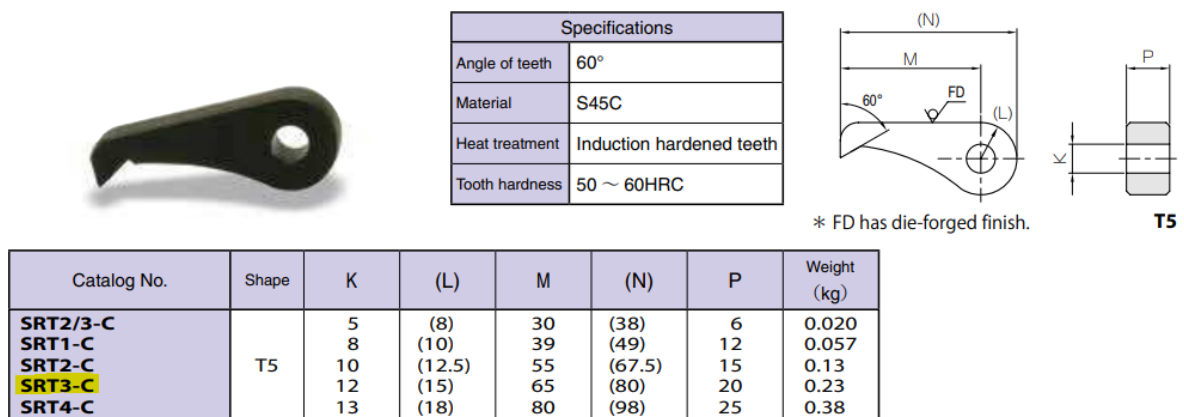 Specifications
Angle of teeth 60°
Material S45C
Heat treatment Induction hardened teeth
Tooth hardness 50 ～ 60HRC
(N)
M
P
60°
FD
(L)
K
＊ FD has die-forged finish.
T5
Catalog No. Shape K (L) M (N) P Weight (kg)
SRT2/3-C 5 (8) 30 (38) 6 0.020
SRT1-C 8 (10) 39 (49) 12 0.057
SRT2-C T5 10 (12.5) 55 (67.5) 15 0.13
SRT3-C 12 (15) 65 (80) 20 0.23
SRT4-C 13 (18) 80 (98) 25 0.38